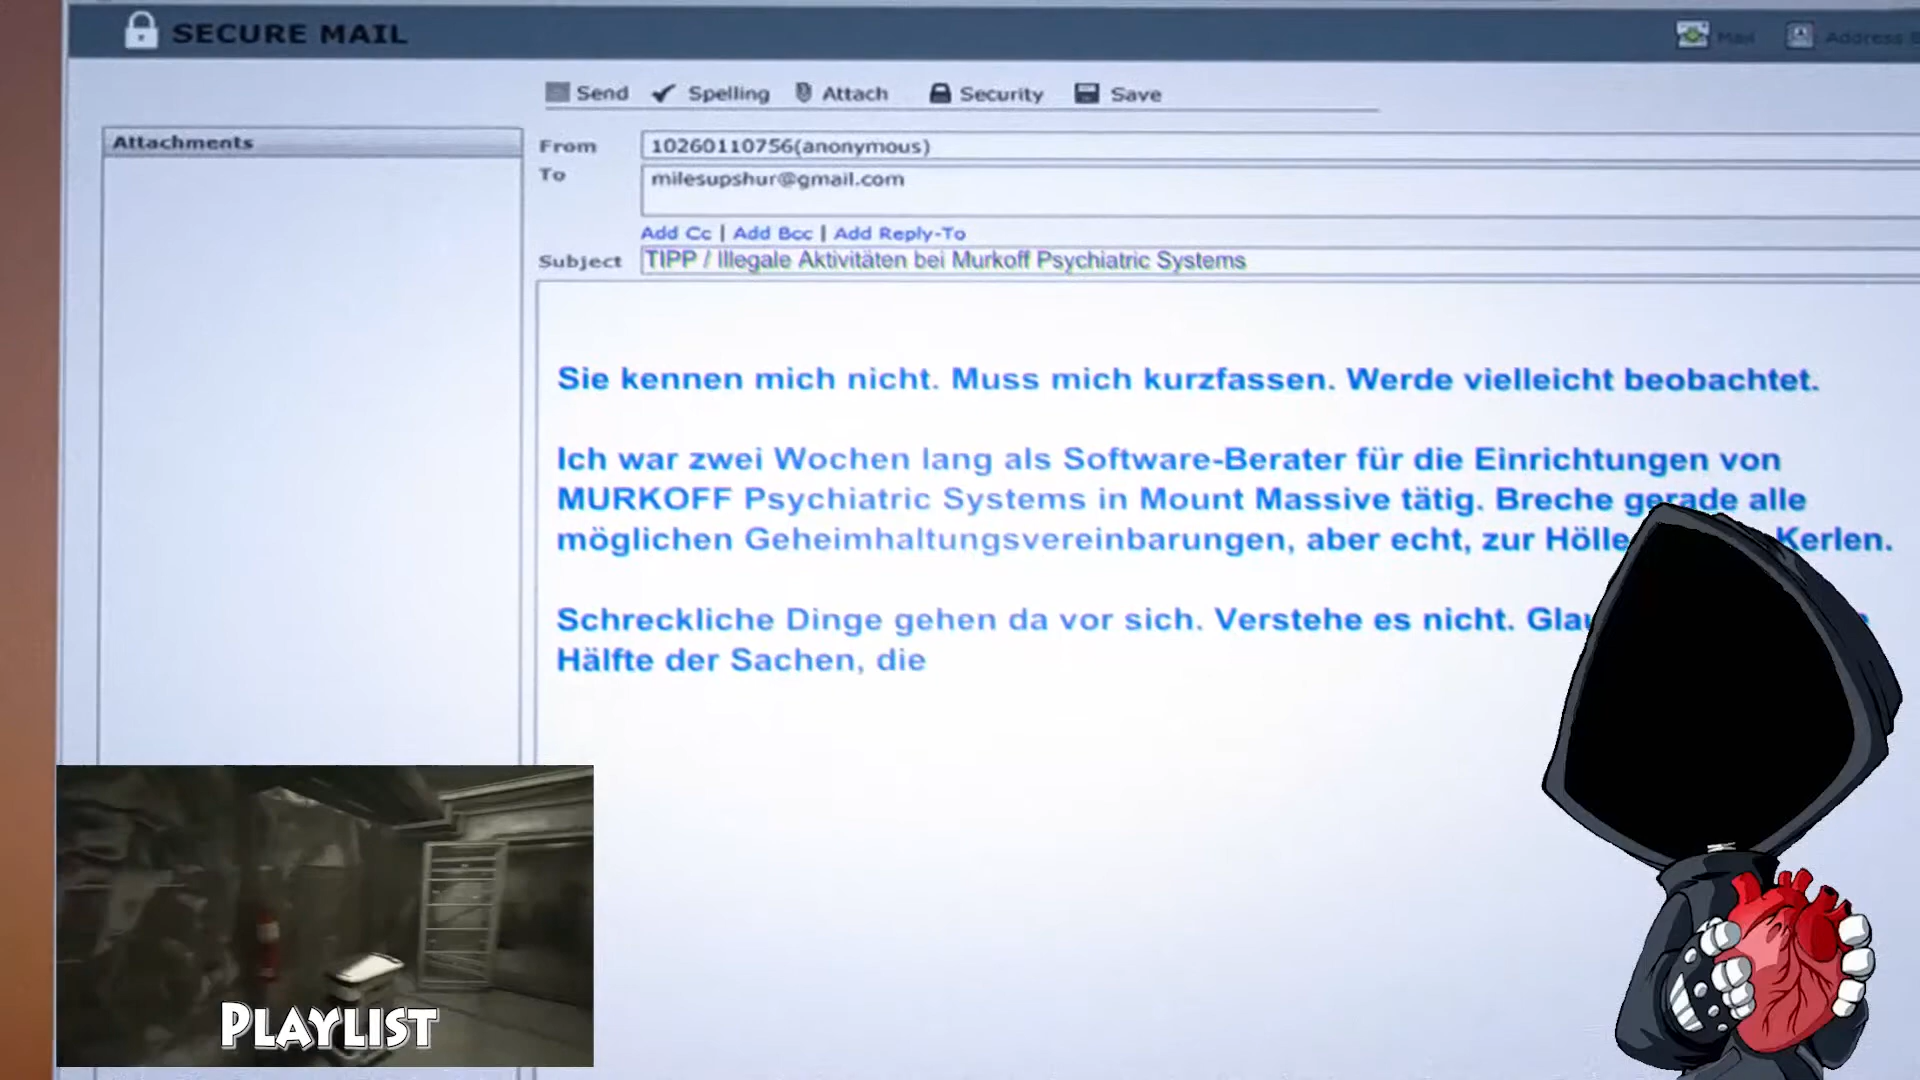 SECURE MAIL
Mail Address
Send Spelling Attach Security Save
Attachments
From 10260110756(anonymous)
To milesupshur@gmail.com
Add Cc | Add Bcc | Add Reply-To
Subject TIPP / Illegale Aktivitäten bei Murkoff Psychiatric Systems
Sie kennen mich nicht. Muss mich kurzfassen. Werde vielleicht beobachtet.
Ich war zwei Wochen lang als Software-Berater für die Einrichtungen von
MURKOFF Psychiatric Systems in Mount Massive tätig. Breche gerade alle
möglichen Geheimhaltungsvereinbarungen, aber echt, zur Hölle Kerlen.
Schreckliche Dinge gehen da vor sich. Verstehe es nicht.
Hälfte der Sachen, die
PLAYLIST